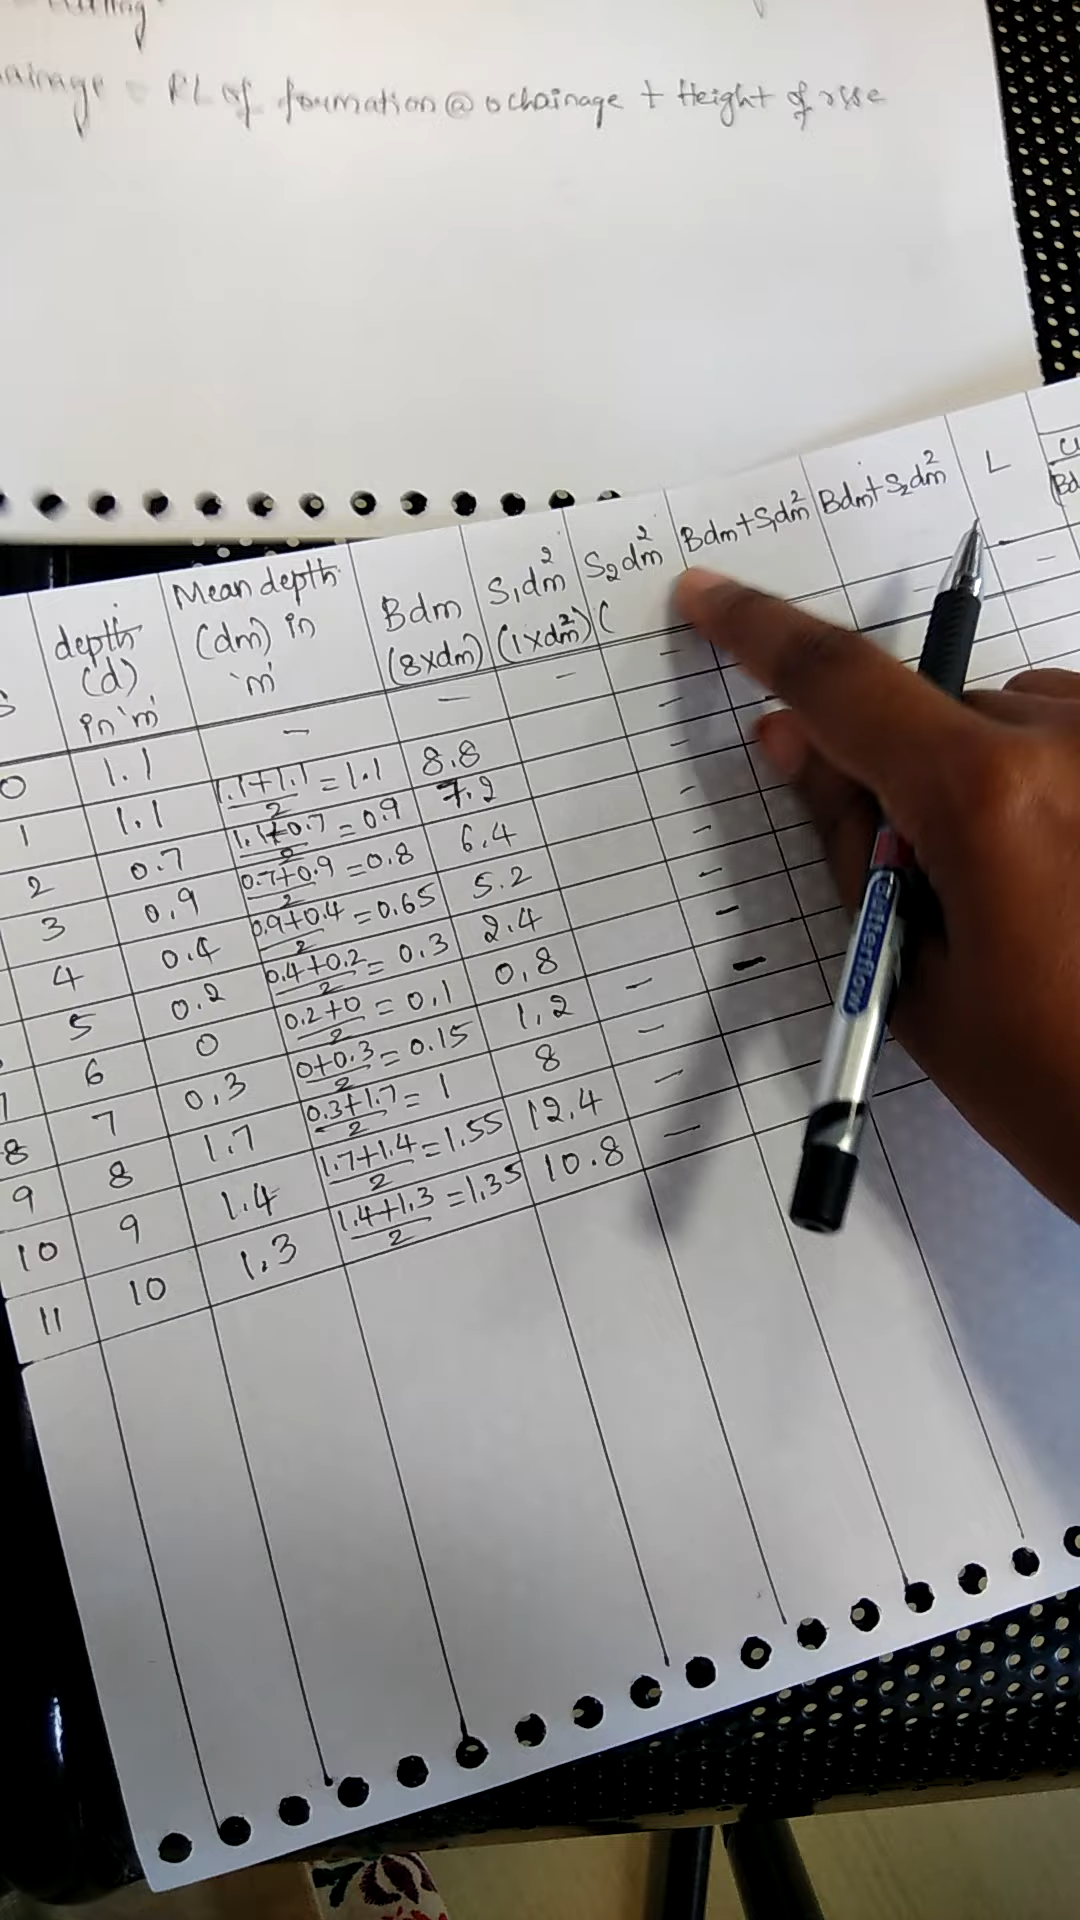 RL of formation @ 0 chainage + Height of rise
depth (d) in 'm'
Mean depth (dm) in 'm'
Bdm (8xdm)
S₁dm² (1xdm²)
S₂dm² (
Bdm+S₁dm²
Bdm+S₂dm²
L
0 1.1 — — — —
1 1.1 1.1+1.1/2 = 1.1 8.8 —
2 0.7 1.1+0.7/2 = 0.9 7.2 —
3 0.9 0.7+0.9/2 = 0.8 6.4 —
4 0.4 0.9+0.4/2 = 0.65 5.2 —
5 0.2 0.4+0.2/2 = 0.3 2.4 —
6 0 0.2+0/2 = 0.1 0.8 —
7 0.3 0+0.3/2 = 0.15 1.2 — —
8 8 1.7 0.3+1.7/2 = 1 8 —
9 9 1.4 1.7+1.4/2 = 1.55 12.4 —
10 10 1.3 1.4+1.3/2 = 1.35 10.8 —
11
Butterflow